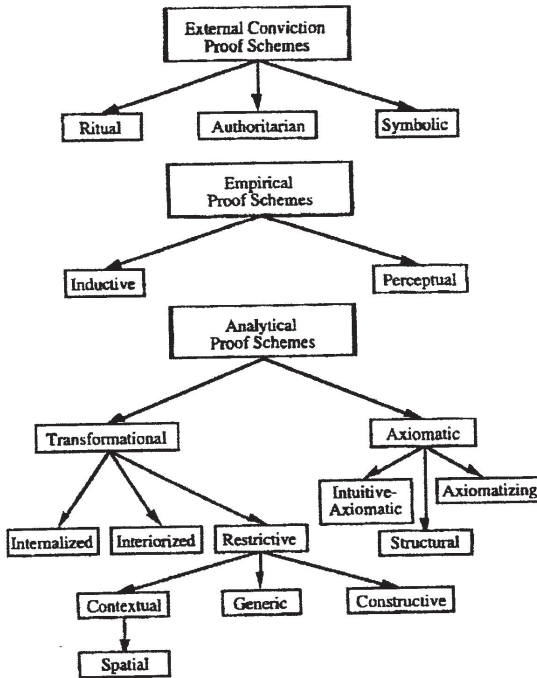 External Conviction
Proof Schemes
Ritual
Authoritarian
Symbolic
Empirical
Proof Schemes
Inductive
Perceptual
Analytical
Proof Schemes
Transformational
Axiomatic
Intuitive-
Axiomatic
Axiomatizing
Internalized
Interiorized
Restrictive
Structural
Contextual
Generic
Constructive
Spatial